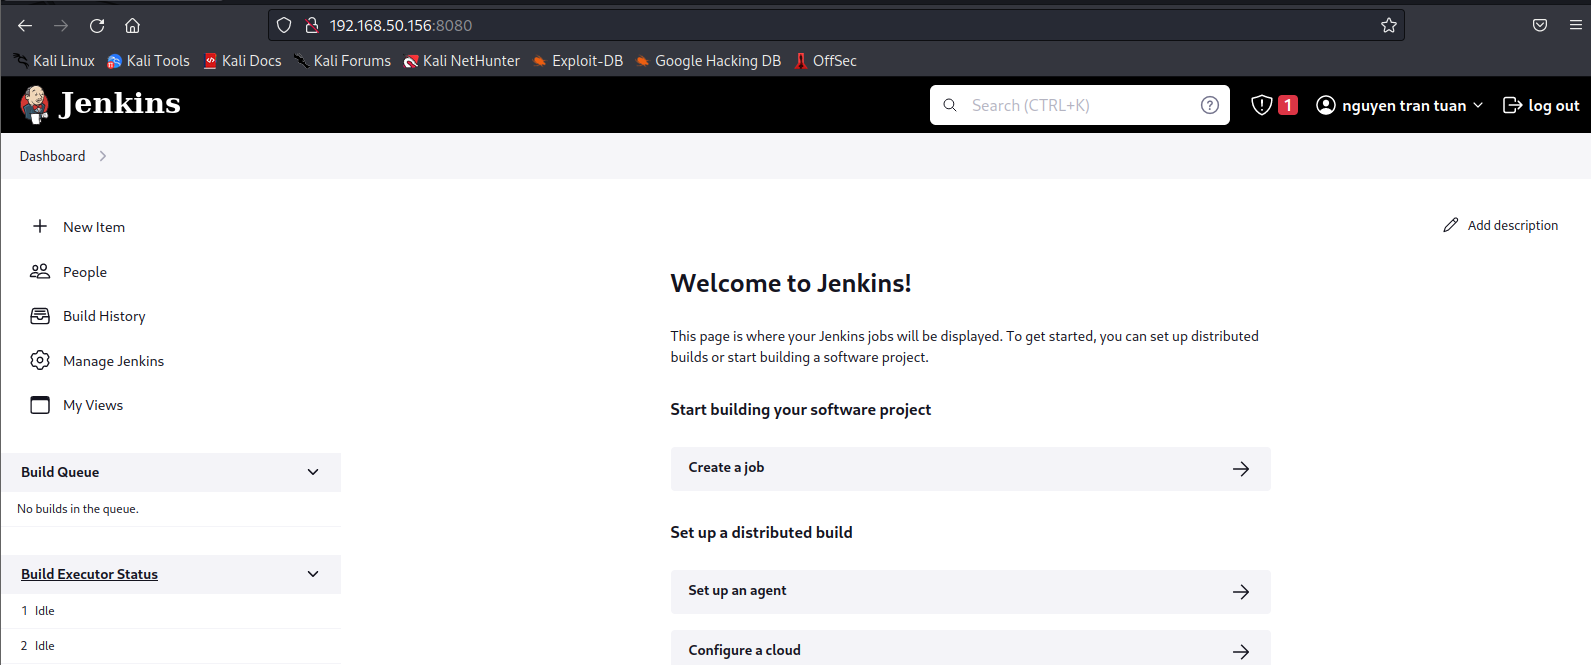 192.168.50.156:8080
Kali Linux Kali Tools Kali Docs Kali Forums Kali NetHunter Exploit-DB Google Hacking DB OffSec
Jenkins Search (CTRL+K) ? 1 nguyen tran tuan log out
Dashboard
New Item
Add description
People
Build History
Manage Jenkins
My Views
Welcome to Jenkins!
This page is where your Jenkins jobs will be displayed. To get started, you can set up distributed
builds or start building a software project.
Start building your software project
Create a job
Set up a distributed build
Set up an agent
Configure a cloud
Build Queue
No builds in the queue.
Build Executor Status
1 Idle
2 Idle